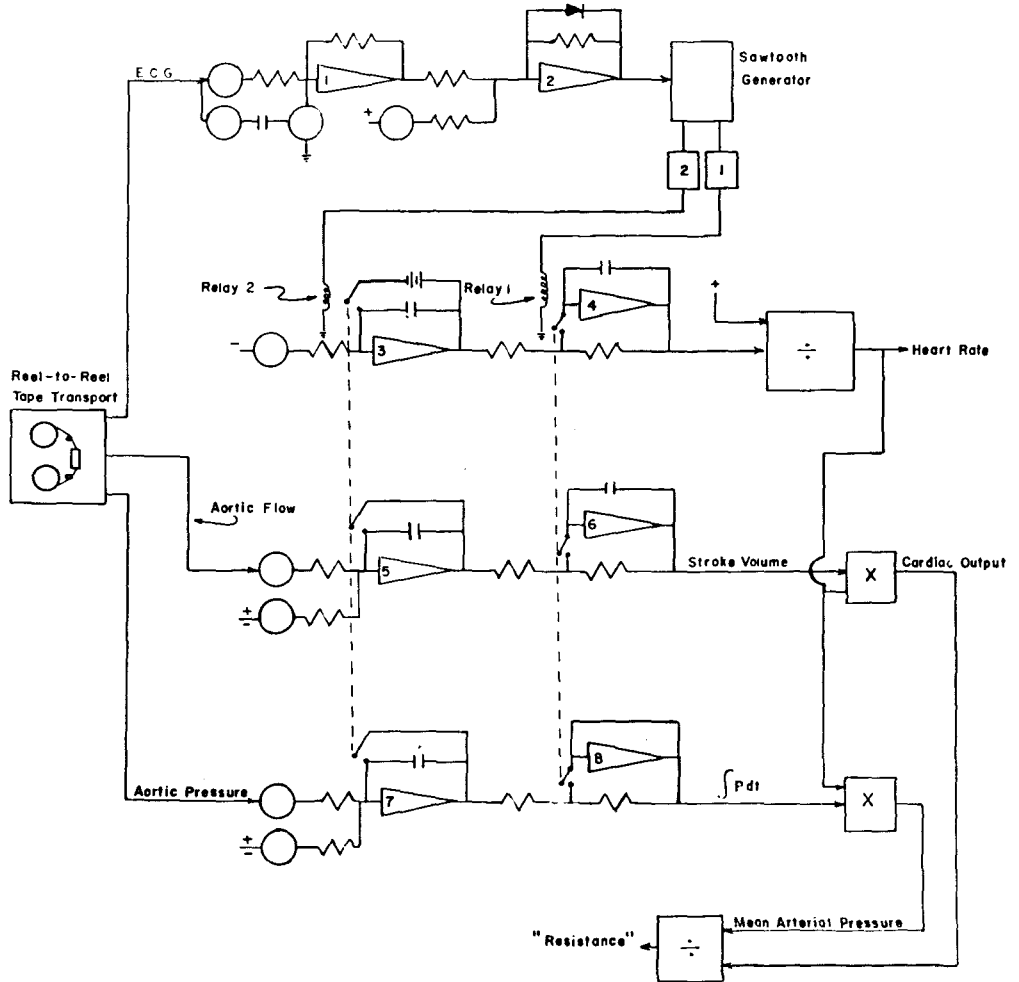 E C G
1
2
Sawtooth
Generator
+
2
1
Relay 2
Relay 1
+
4
-
3
÷
Heart Rate
Reel-to-Reel
Tape Transport
Aortic Flow
6
5
Stroke Volume
X
Cardiac Output
+
-
8
Aortic Pressure
7
∫Pdt
X
+
-
Mean Arterial Pressure
"Resistance"
÷